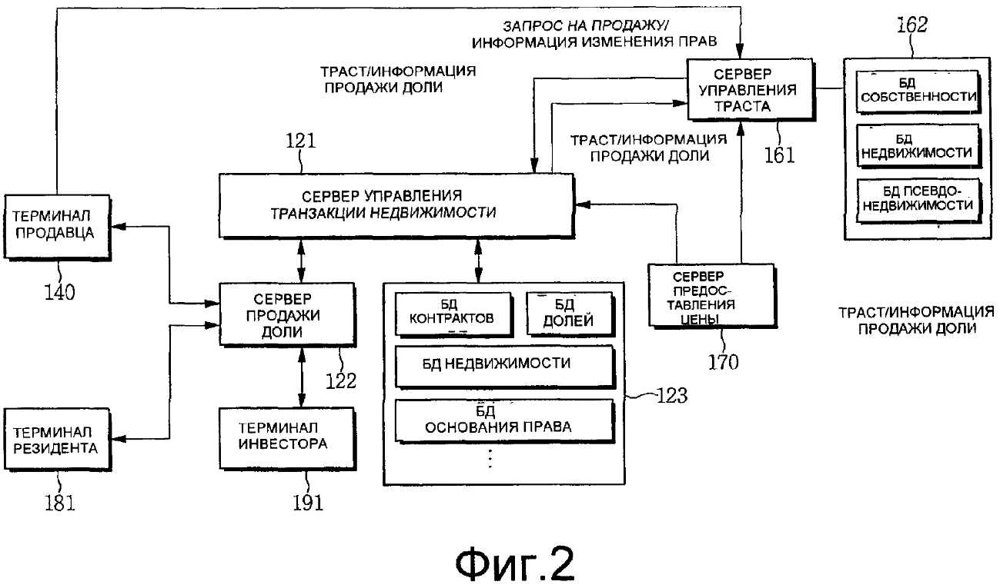 ЗАПРОС НА ПРОДАЖУ/
ИНФОРМАЦИЯ ИЗМЕНЕНИЯ ПРАВ
162
ТРАСТ/ИНФОРМАЦИЯ
ПРОДАЖИ ДОЛИ
СЕРВЕР
УПРАВЛЕНИЯ
ТРАСТА
161
БД
СОБСТВЕННОСТИ
БД
НЕДВИЖИМОСТИ
БД ПСЕВДО-
НЕДВИЖИМОСТИ
ТРАСТ/ИНФОРМАЦИЯ
ПРОДАЖИ ДОЛИ
121
СЕРВЕР УПРАВЛЕНИЯ
ТРАНЗАКЦИИ НЕДВИЖИМОСТИ
ТЕРМИНАЛ
ПРОДАВЦА
140
СЕРВЕР
ПРОДАЖИ
ДОЛИ
122
БД
КОНТРАКТОВ
БД
ДОЛЕЙ
БД НЕДВИЖИМОСТИ
БД
ОСНОВАНИЯ ПРАВА
123
СЕРВЕР
ПРЕДОС-
ТАВЛЕНИЯ
ЦЕНЫ
170
ТРАСТ/ИНФОРМАЦИЯ
ПРОДАЖИ ДОЛИ
ТЕРМИНАЛ
РЕЗИДЕНТА
181
ТЕРМИНАЛ
ИНВЕСТОРА
191
Фиг.2